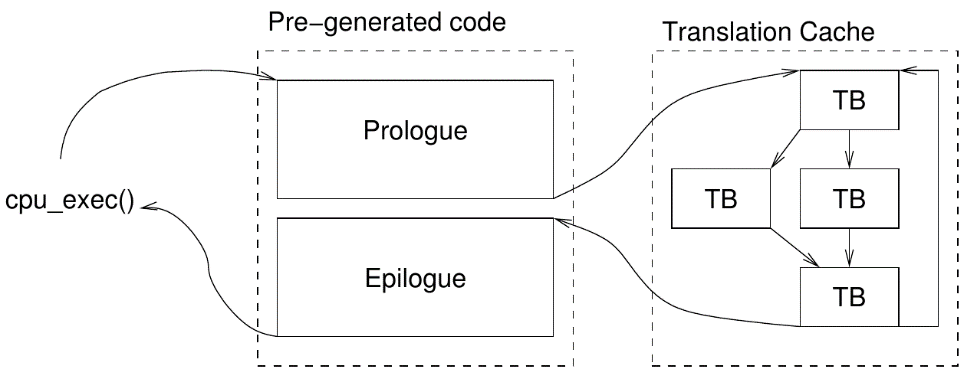 Pre−generated code
Translation Cache
Prologue
TB
TB
TB
cpu_exec()
Epilogue
TB